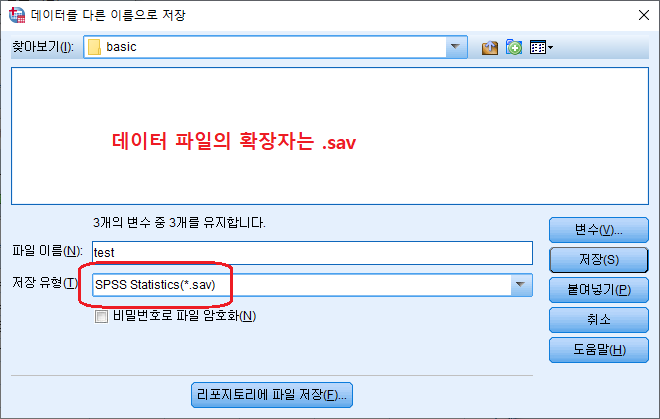 데이터를 다른 이름으로 저장
찾아보기(I): basic
데이터 파일의 확장자는 .sav
3개의 변수 중 3개를 유지합니다.
파일 이름(N): test
저장 유형(T) SPSS Statistics(*.sav)
비밀번호로 파일 암호화(N)
변수(V)...
저장(S)
붙여넣기(P)
취소
도움말(H)
리포지토리에 파일 저장(F)...